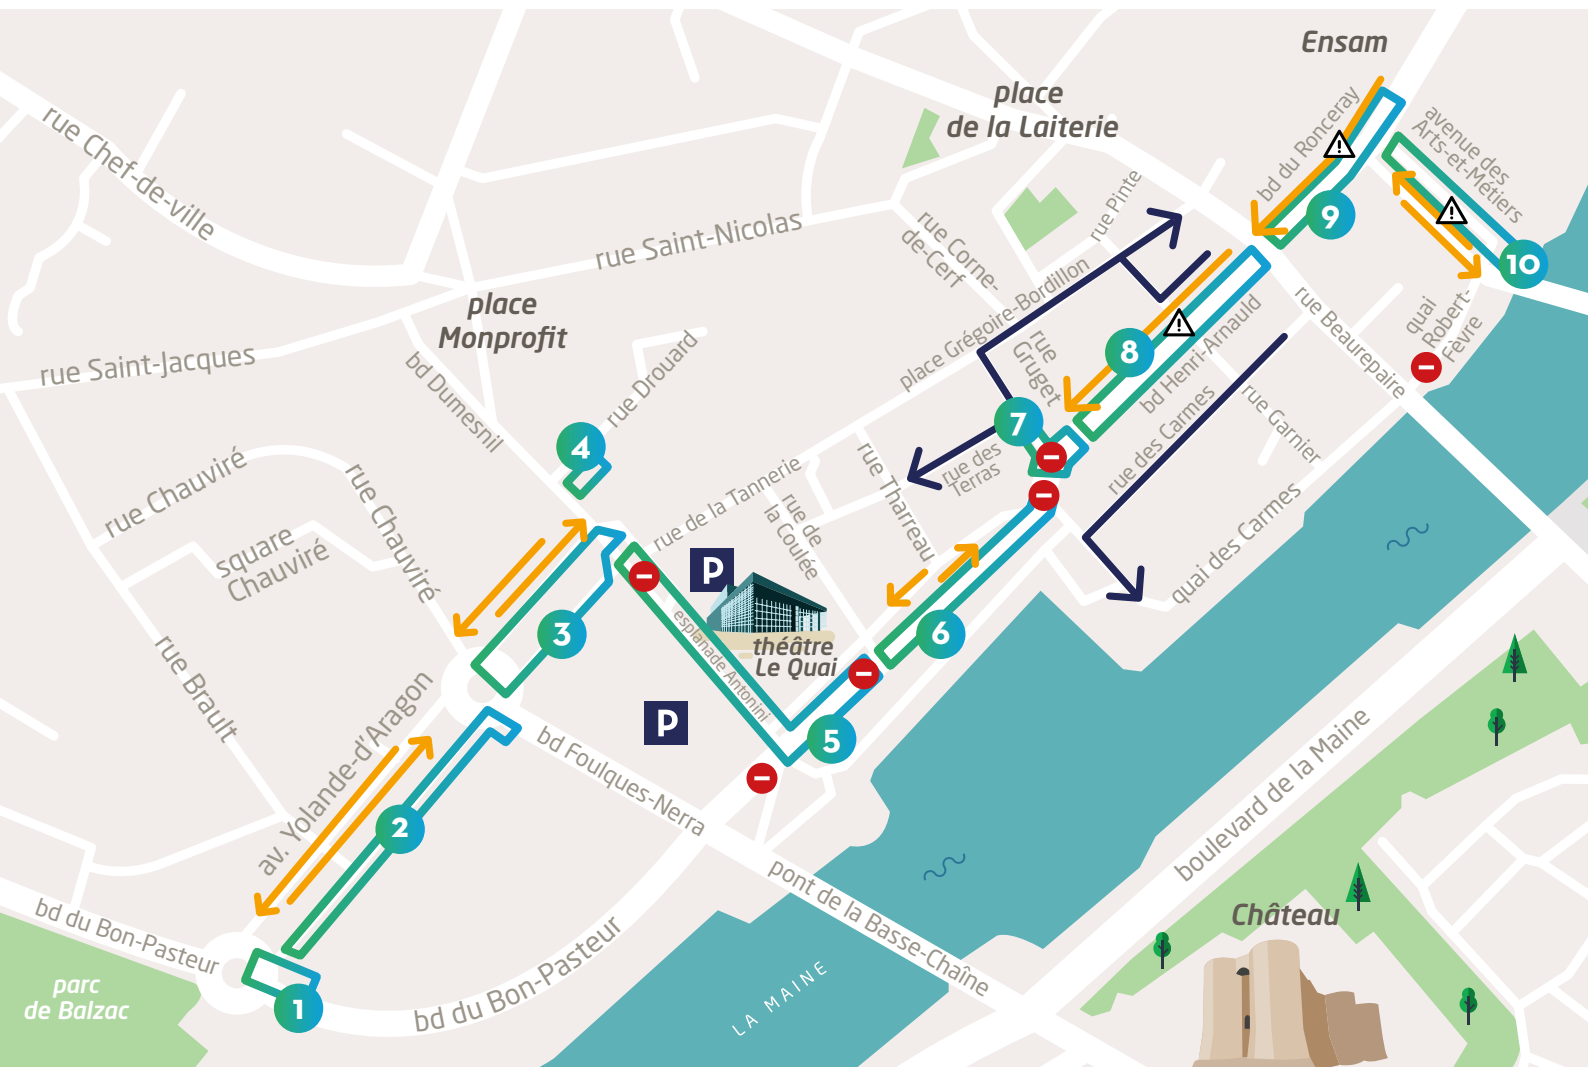 Ensam
place
de la Laiterie
bd du Ronceray
avenue des
Arts-et-Métiers
rue Chef-de-ville
rue Pinte
9
10
rue Saint-Nicolas
rue Corne-
de-Cerf
place Grégoire-Bordillon
place
Monprofit
rue Saint-Jacques
bd Dumesnil
rue Drouard
rue
Gruget
8
bd Henri-Arnauld
rue Beaurepaire
quai
Robert-
Fèvre
rue des Carmes
rue Garnier
7
4
rue Chauviré
rue Chauviré
square
Chauviré
rue de la Tannerie
rue de
la Coulée
rue Tharreau
rue des
Terras
quai des Carmes
P
3
esplanade Antonini
théâtre
Le Quai
6
rue Brault
av. Yolande-d'Aragon
P
5
bd Foulques-Nerra
2
boulevard de la Maine
pont de la Basse-Chaîne
bd du Bon-Pasteur
Château
parc
de Balzac
1
bd du Bon-Pasteur
LA MAINE